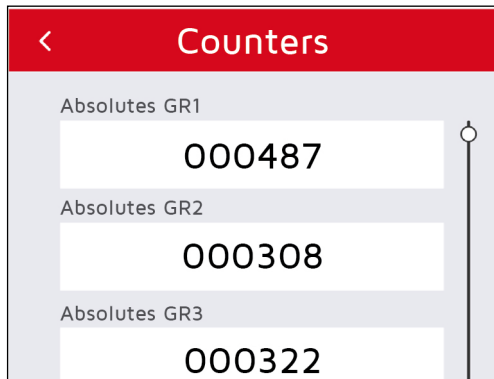 Counters
Absolutes GR1
000487
Absolutes GR2
000308
Absolutes GR3
000322